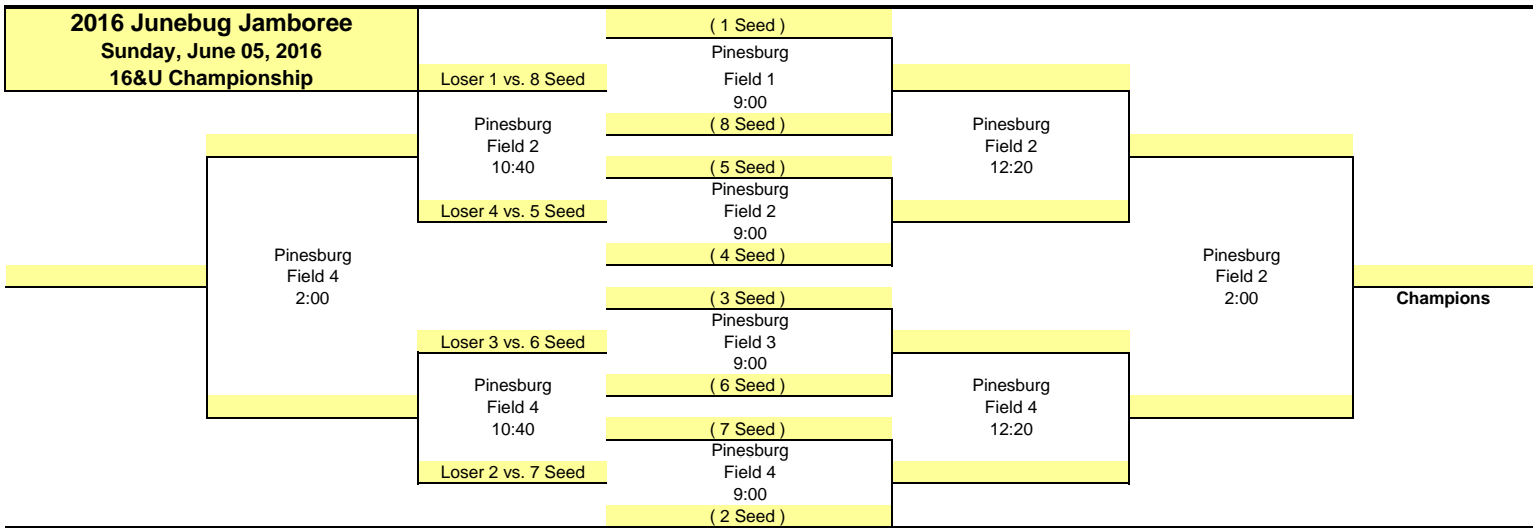 2016 Junebug Jamboree
Sunday, June 05, 2016
16&U Championship
( 1 Seed )
Pinesburg
Loser 1 vs. 8 Seed
Field 1
9:00
( 8 Seed )
Pinesburg
Field 2
10:40
Pinesburg
Field 2
12:20
( 5 Seed )
Pinesburg
Loser 4 vs. 5 Seed
Field 2
9:00
( 4 Seed )
Pinesburg
Field 4
2:00
Pinesburg
Field 2
2:00
Champions
( 3 Seed )
Pinesburg
Loser 3 vs. 6 Seed
Field 3
9:00
( 6 Seed )
Pinesburg
Field 4
10:40
Pinesburg
Field 4
12:20
( 7 Seed )
Pinesburg
Loser 2 vs. 7 Seed
Field 4
9:00
( 2 Seed )